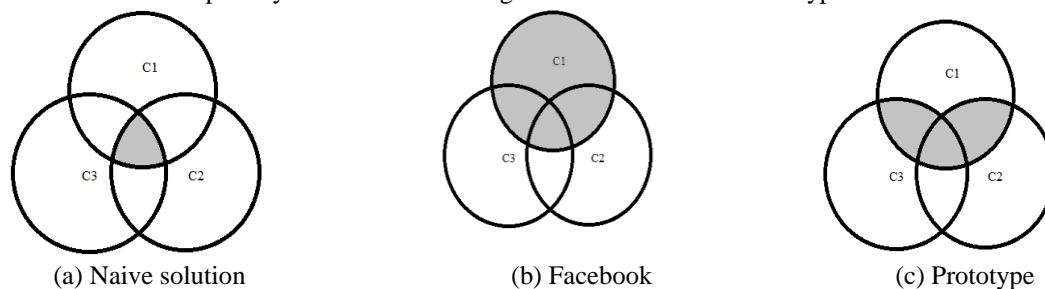 C1
C3
C2
C1
C3
C2
C1
C3
C2
(a) Naive solution
(b) Facebook
(c) Prototype